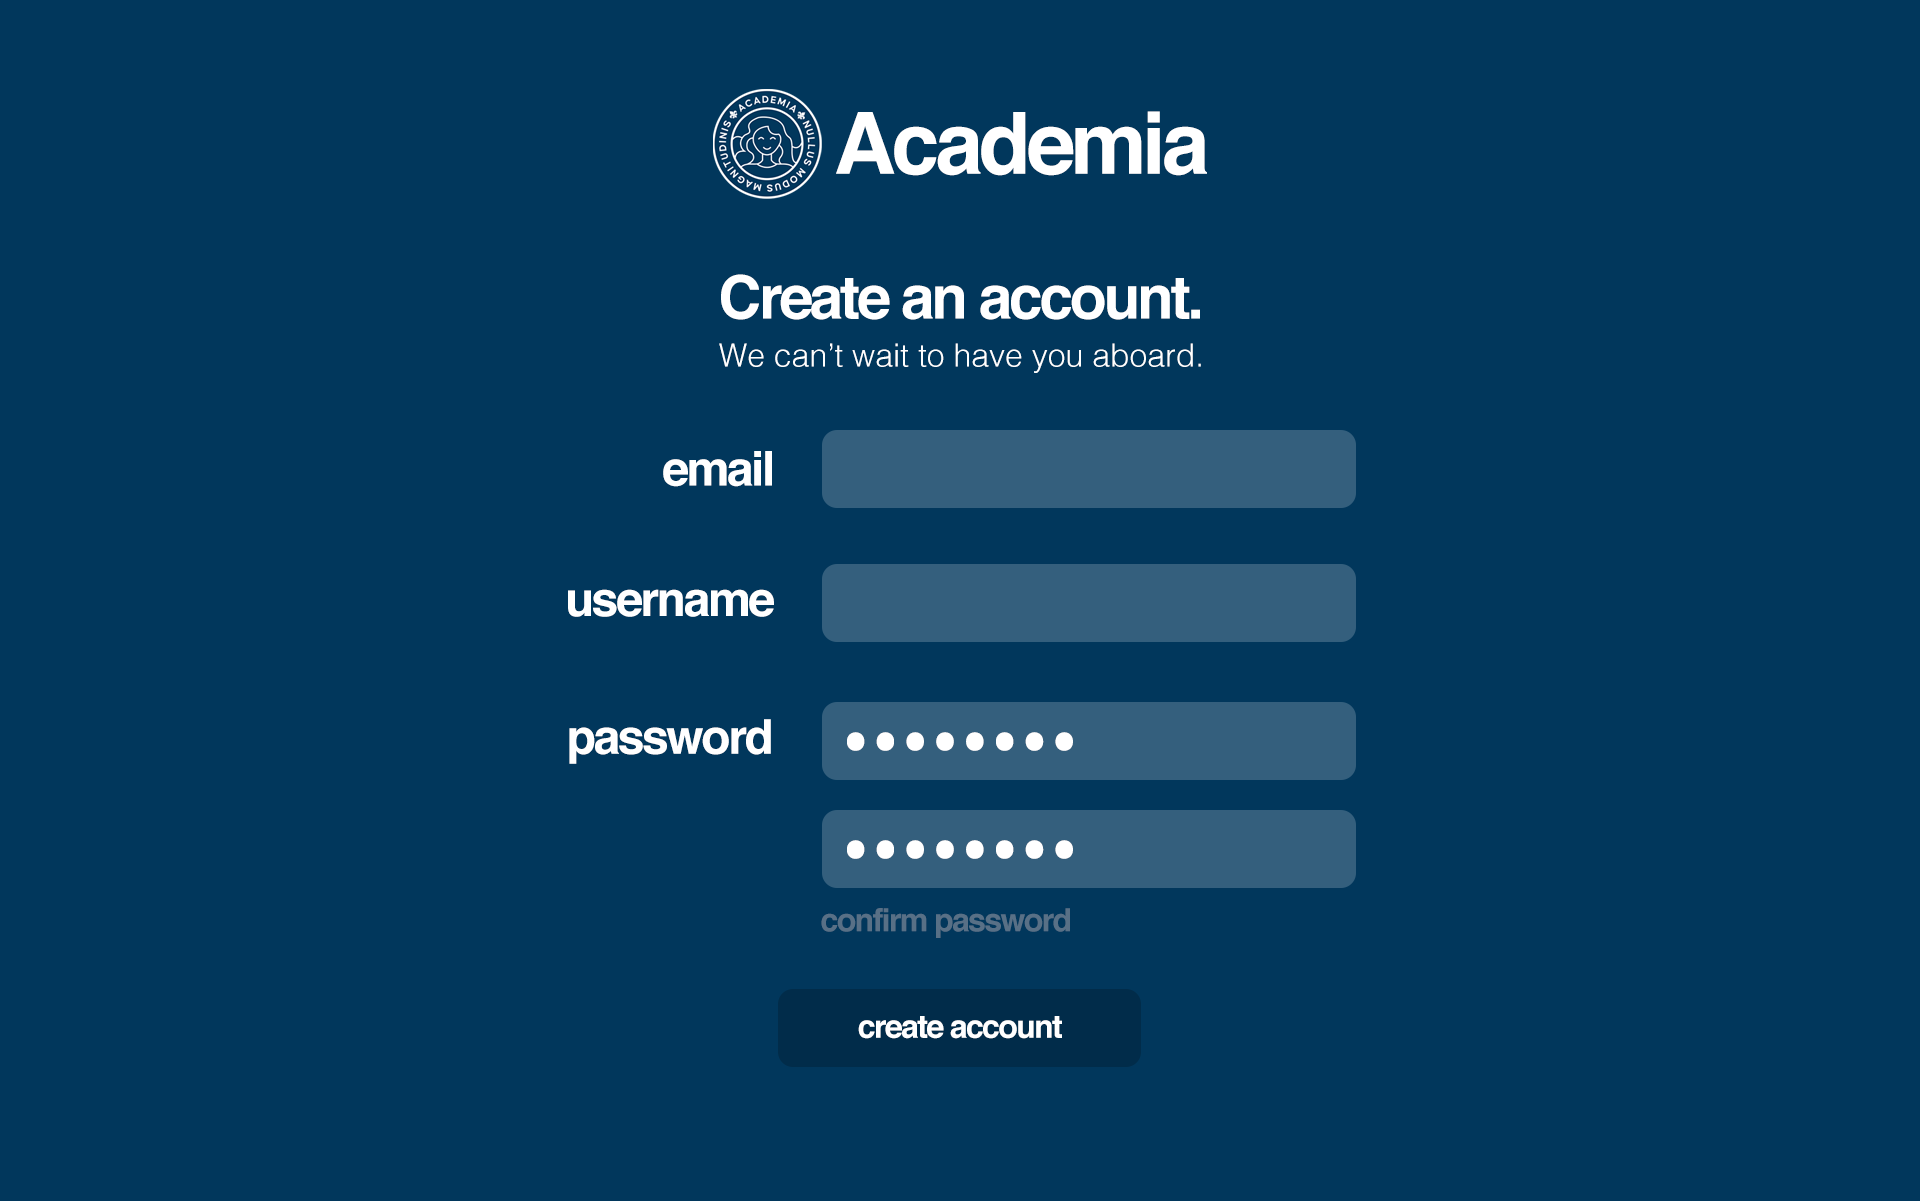 ACADEMIA
NULLUS MODUS MAGNITUDINIS
Academia
Create an account.
We can’t wait to have you aboard.
email
username
password
confirm password
create account